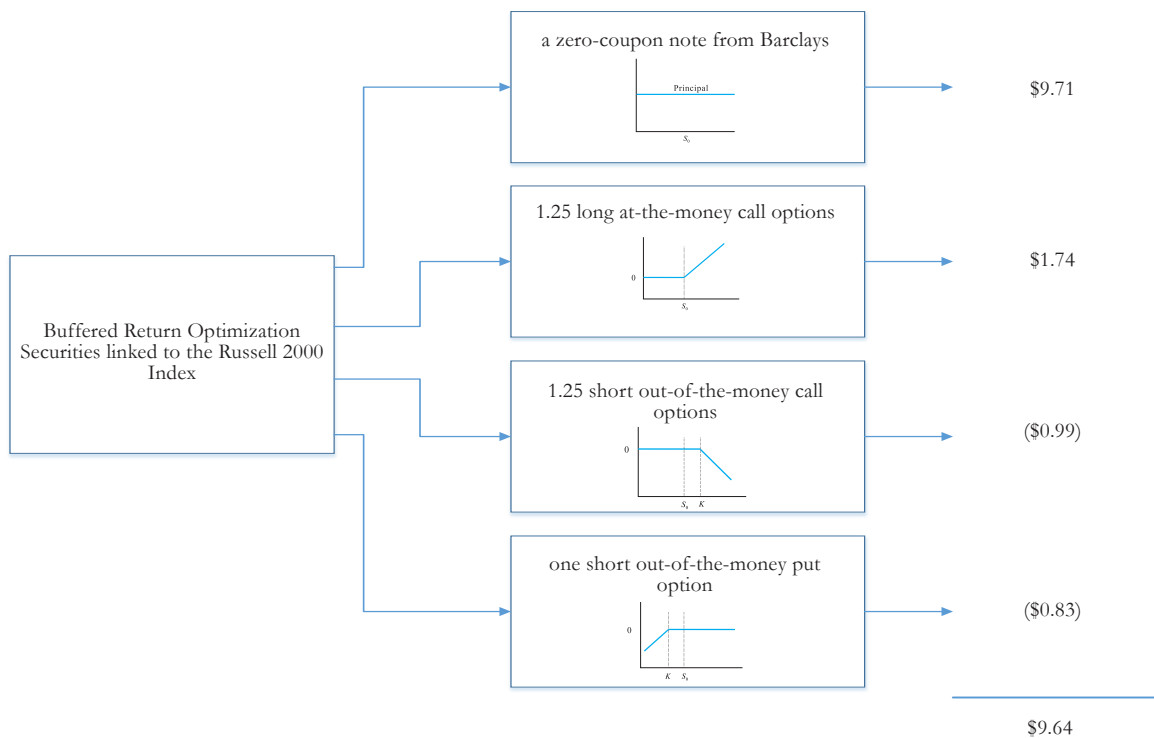 a zero-coupon note from Barclays
Principal
S0
$9.71
1.25 long at-the-money call options
0
S0
$1.74
Buffered Return Optimization
Securities linked to the Russell 2000
Index
1.25 short out-of-the-money call
options
0
S0 K
($0.99)
one short out-of-the-money put
option
0
K S0
($0.83)
$9.64